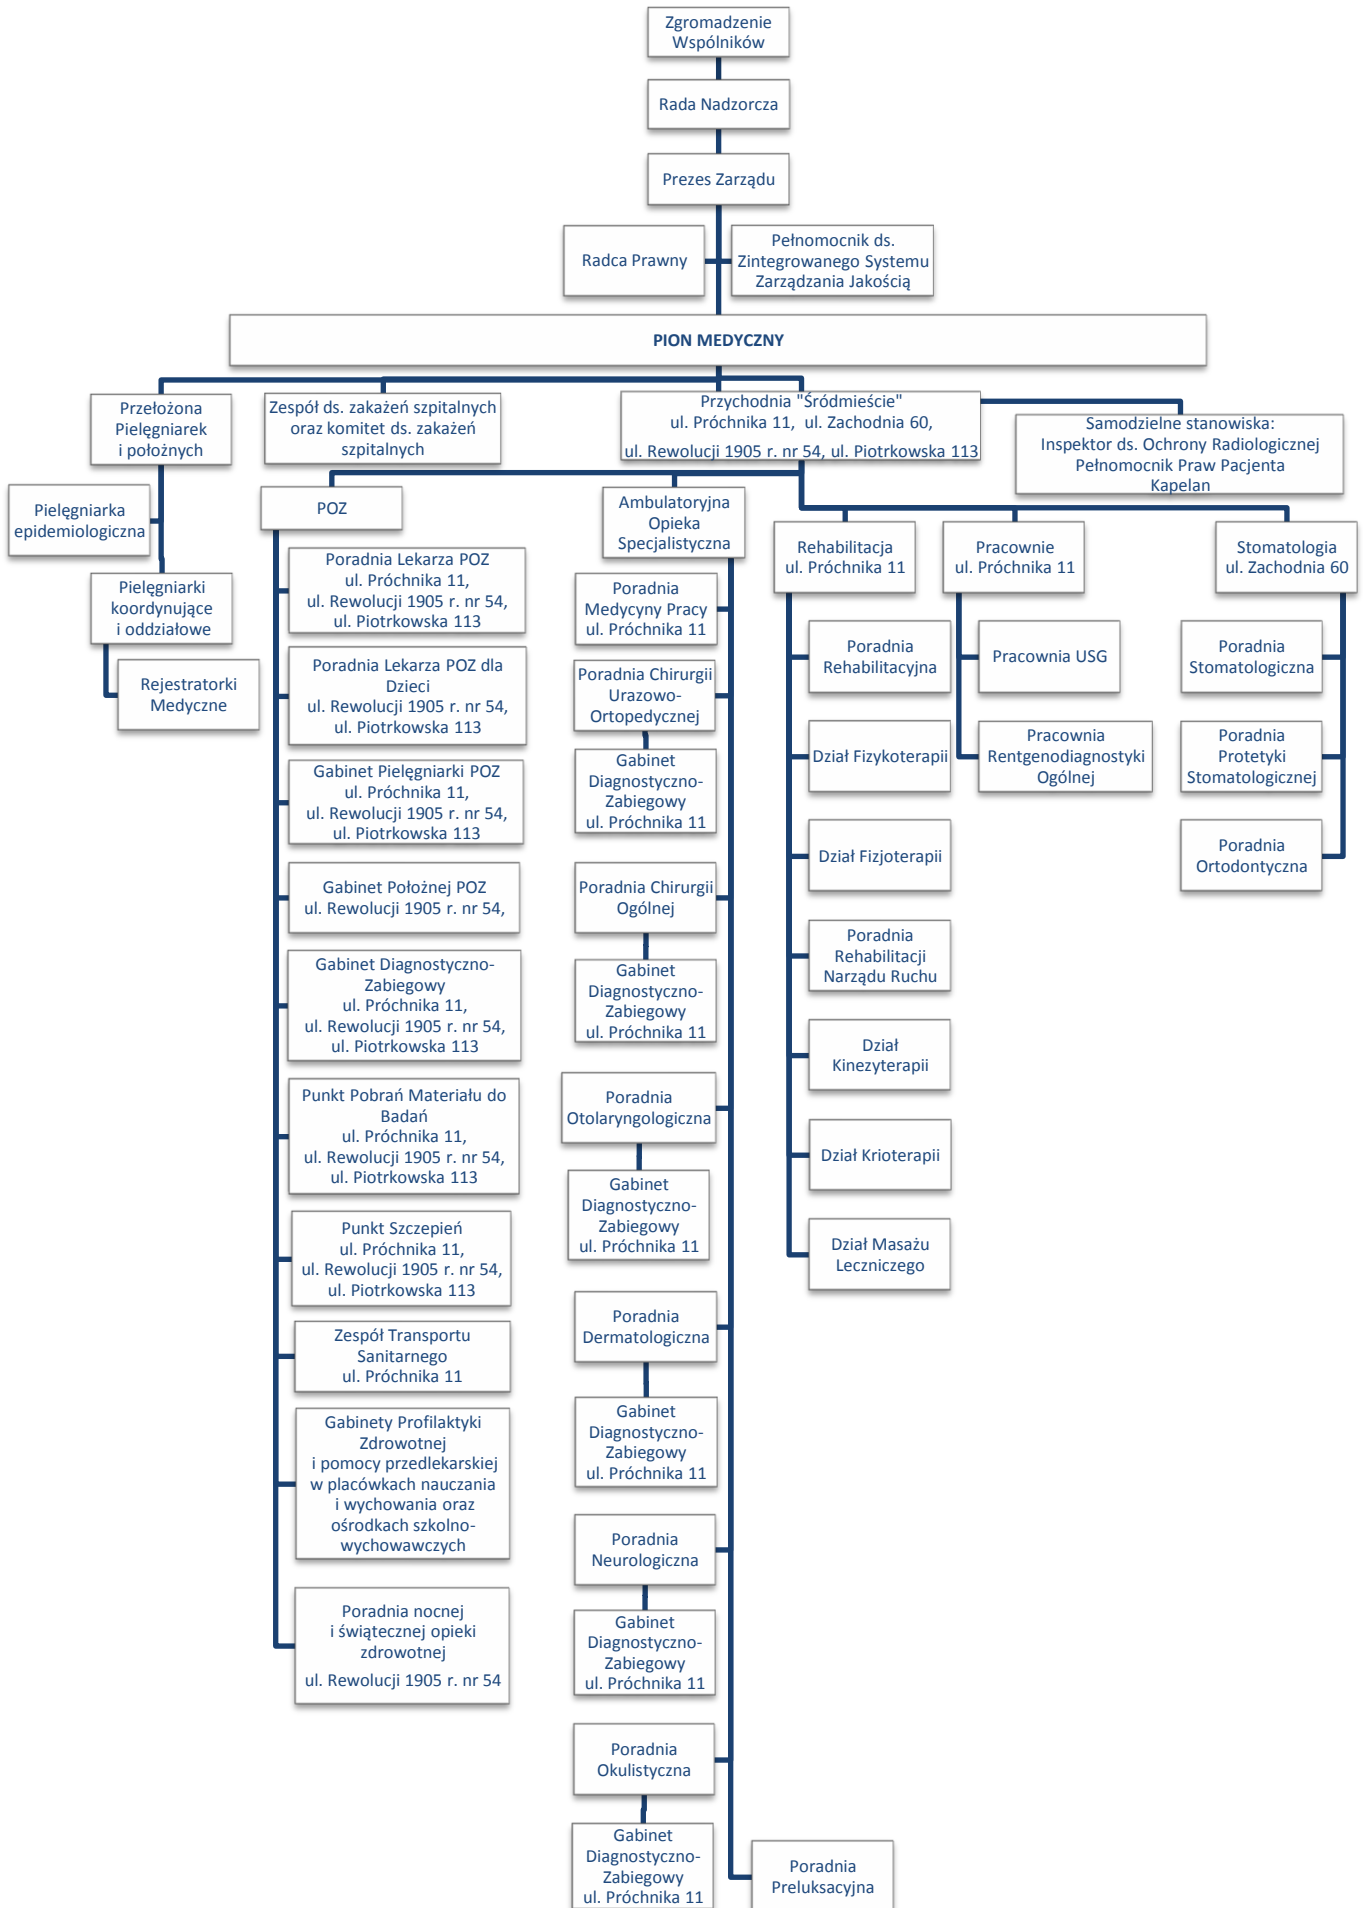 Zgromadzenie
Wspólników
Rada Nadzorcza
Prezes Zarządu
Radca Prawny
Pełnomocnik ds.
Zintegrowanego Systemu
Zarządzania Jakością
PION MEDYCZNY
Przełożona
Pielęgniarek
i położnych
Zespół ds. zakażeń szpitalnych
oraz komitet ds. zakażeń
szpitalnych
Przychodnia "Śródmieście"
ul. Próchnika 11, ul. Zachodnia 60,
ul. Rewolucji 1905 r. nr 54, ul. Piotrkowska 113
Samodzielne stanowiska:
Inspektor ds. Ochrony Radiologicznej
Pełnomocnik Praw Pacjenta
Kapelan
Pielęgniarka
epidemiologiczna
Pielęgniarki
koordynujące
i oddziałowe
Rejestratorki
Medyczne
POZ
Poradnia Lekarza POZ
ul. Próchnika 11,
ul. Rewolucji 1905 r. nr 54,
ul. Piotrkowska 113
Poradnia Lekarza POZ dla
Dzieci
ul. Rewolucji 1905 r. nr 54,
ul. Piotrkowska 113
Gabinet Pielęgniarki POZ
ul. Próchnika 11,
ul. Rewolucji 1905 r. nr 54,
ul. Piotrkowska 113
Gabinet Położnej POZ
ul. Rewolucji 1905 r. nr 54,
Gabinet Diagnostyczno-
Zabiegowy
ul. Próchnika 11,
ul. Rewolucji 1905 r. nr 54,
ul. Piotrkowska 113
Punkt Pobrań Materiału do
Badań
ul. Próchnika 11,
ul. Rewolucji 1905 r. nr 54,
ul. Piotrkowska 113
Punkt Szczepień
ul. Próchnika 11,
ul. Rewolucji 1905 r. nr 54,
ul. Piotrkowska 113
Zespół Transportu
Sanitarnego
ul. Próchnika 11
Gabinety Profilaktyki
Zdrowotnej
i pomocy przedlekarskiej
w placówkach nauczania
i wychowania oraz
ośrodkach szkolno-
wychowawczych
Poradnia nocnej
i świątecznej opieki
zdrowotnej
ul. Rewolucji 1905 r. nr 54
Ambulatoryjna
Opieka
Specjalistyczna
Poradnia
Medycyny Pracy
ul. Próchnika 11
Poradnia Chirurgii
Urazowo-
Ortopedycznej
Gabinet
Diagnostyczno-
Zabiegowy
ul. Próchnika 11
Poradnia Chirurgii
Ogólnej
Gabinet
Diagnostyczno-
Zabiegowy
ul. Próchnika 11
Poradnia
Otolaryngologiczna
Gabinet
Diagnostyczno-
Zabiegowy
ul. Próchnika 11
Poradnia
Dermatologiczna
Gabinet
Diagnostyczno-
Zabiegowy
ul. Próchnika 11
Poradnia
Neurologiczna
Gabinet
Diagnostyczno-
Zabiegowy
ul. Próchnika 11
Poradnia
Okulistyczna
Gabinet
Diagnostyczno-
Zabiegowy
ul. Próchnika 11
Poradnia
Preluksacyjna
Rehabilitacja
ul. Próchnika 11
Poradnia
Rehabilitacyjna
Dział Fizykoterapii
Dział Fizjoterapii
Poradnia
Rehabilitacji
Narządu Ruchu
Dział
Kinezyterapii
Dział Krioterapii
Dział Masażu
Leczniczego
Pracownie
ul. Próchnika 11
Pracownia USG
Pracownia
Rentgenodiagnostyki
Ogólnej
Stomatologia
ul. Zachodnia 60
Poradnia
Stomatologiczna
Poradnia
Protetyki
Stomatologicznej
Poradnia
Ortodontyczna